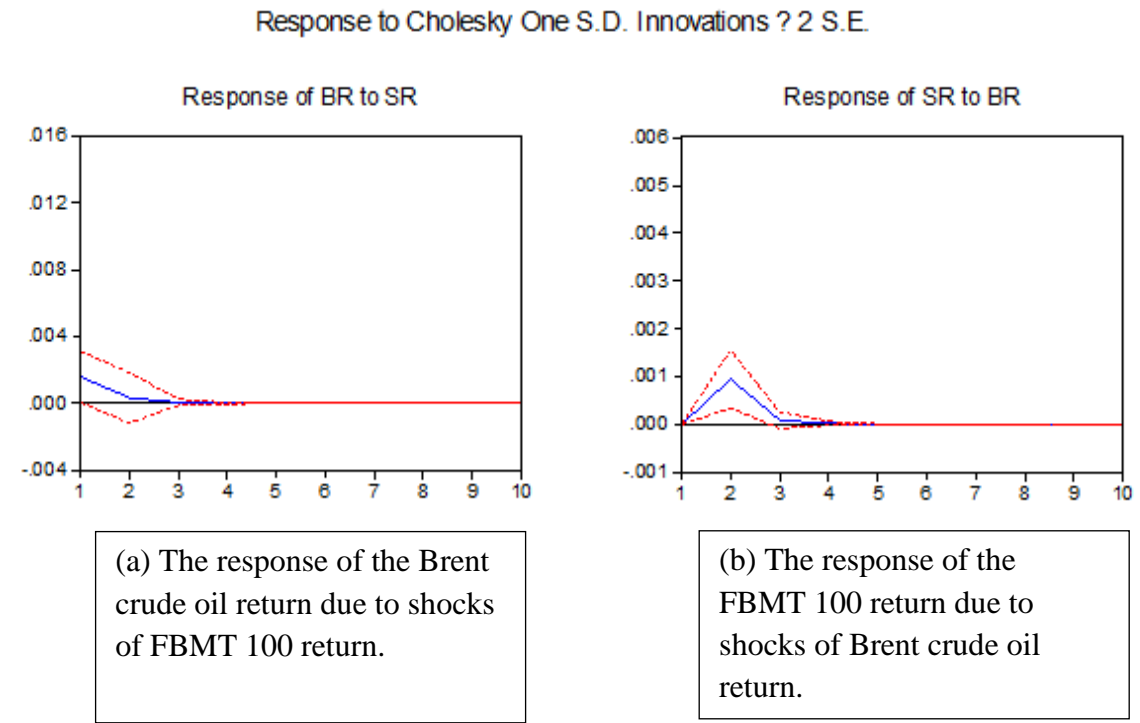 Response to Cholesky One S.D. Innovations ? 2 S.E.
Response of BR to SR
.016
.012
.008
.004
.000
-.004
1 2 3 4 5 6 7 8 9 10
(a) The response of the Brent
crude oil return due to shocks
of FBMT 100 return.
Response of SR to BR
.006
.005
.004
.003
.002
.001
.000
-.001
1 2 3 4 5 6 7 8 9 10
(b) The response of the
FBMT 100 return due to
shocks of Brent crude oil
return.